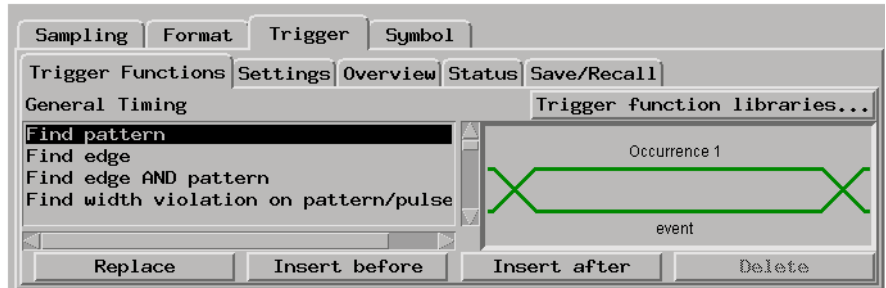 Sampling Format Trigger Symbol
Trigger Functions Settings Overview Status Save/Recall
General Timing Trigger function libraries...
Find pattern
Find edge
Find edge AND pattern
Find width violation on pattern/pulse
Occurrence 1
event
Replace Insert before Insert after Delete